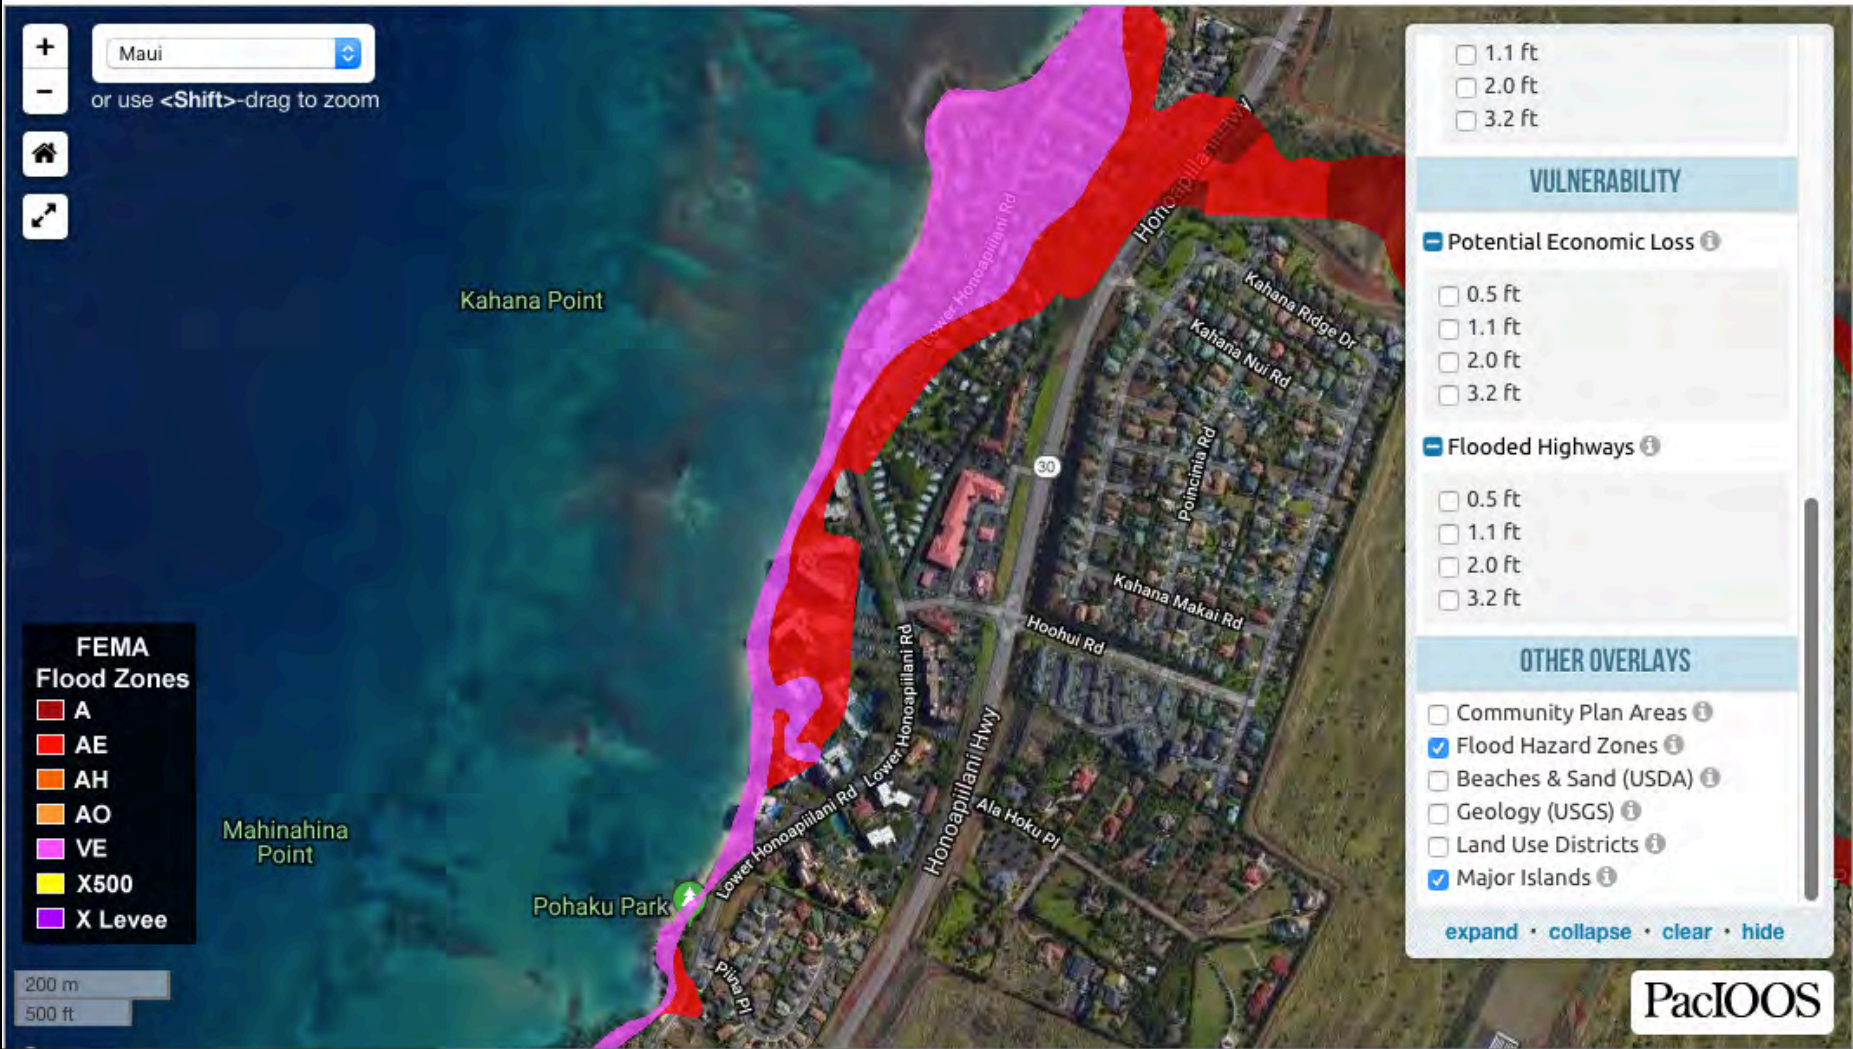 +
−
Maui
or use <Shift>-drag to zoom
Kahana Point
Mahinahina
Point
Pohaku Park
Honoapiilani Hwy
Lower Honoapiilani Rd
Kahana Ridge Dr
Kahana Nui Rd
Poincinia Rd
30
Kahana Makai Rd
Hoohui Rd
Lower Honoapiilani Rd
Lower Honoapiilani Rd
Honoapiilani Hwy
Ala Hoku Pl
Piina Pl
FEMA
Flood Zones
A
AE
AH
AO
VE
X500
X Levee
200 m
500 ft
1.1 ft
2.0 ft
3.2 ft
VULNERABILITY
Potential Economic Loss
0.5 ft
1.1 ft
2.0 ft
3.2 ft
Flooded Highways
0.5 ft
1.1 ft
2.0 ft
3.2 ft
OTHER OVERLAYS
Community Plan Areas
Flood Hazard Zones
Beaches & Sand (USDA)
Geology (USGS)
Land Use Districts
Major Islands
expand · collapse · clear · hide
PacIOOS